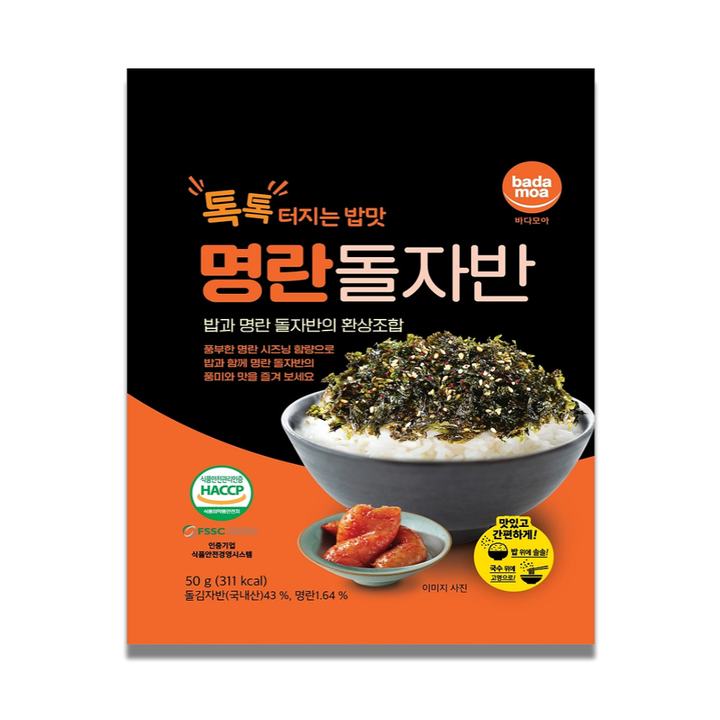 bada
moa
바다모아
톡톡 터지는 밥맛
명란돌자반
밥과 명란 돌자반의 환상조합
풍부한 명란 시즈닝 함량으로
밥과 함께 명란 돌자반의
풍미와 맛을 즐겨 보세요
식품안전관리인증
HACCP
식품의약품안전처
FSSC
인증기업
식품안전경영시스템
50 g (311 kcal)
돌김자반(국내산)43 %, 명란1.64 %
이미지 사진
맛있고
간편하게!
밥 위에 솔솔!
국수 위에
고명으로!